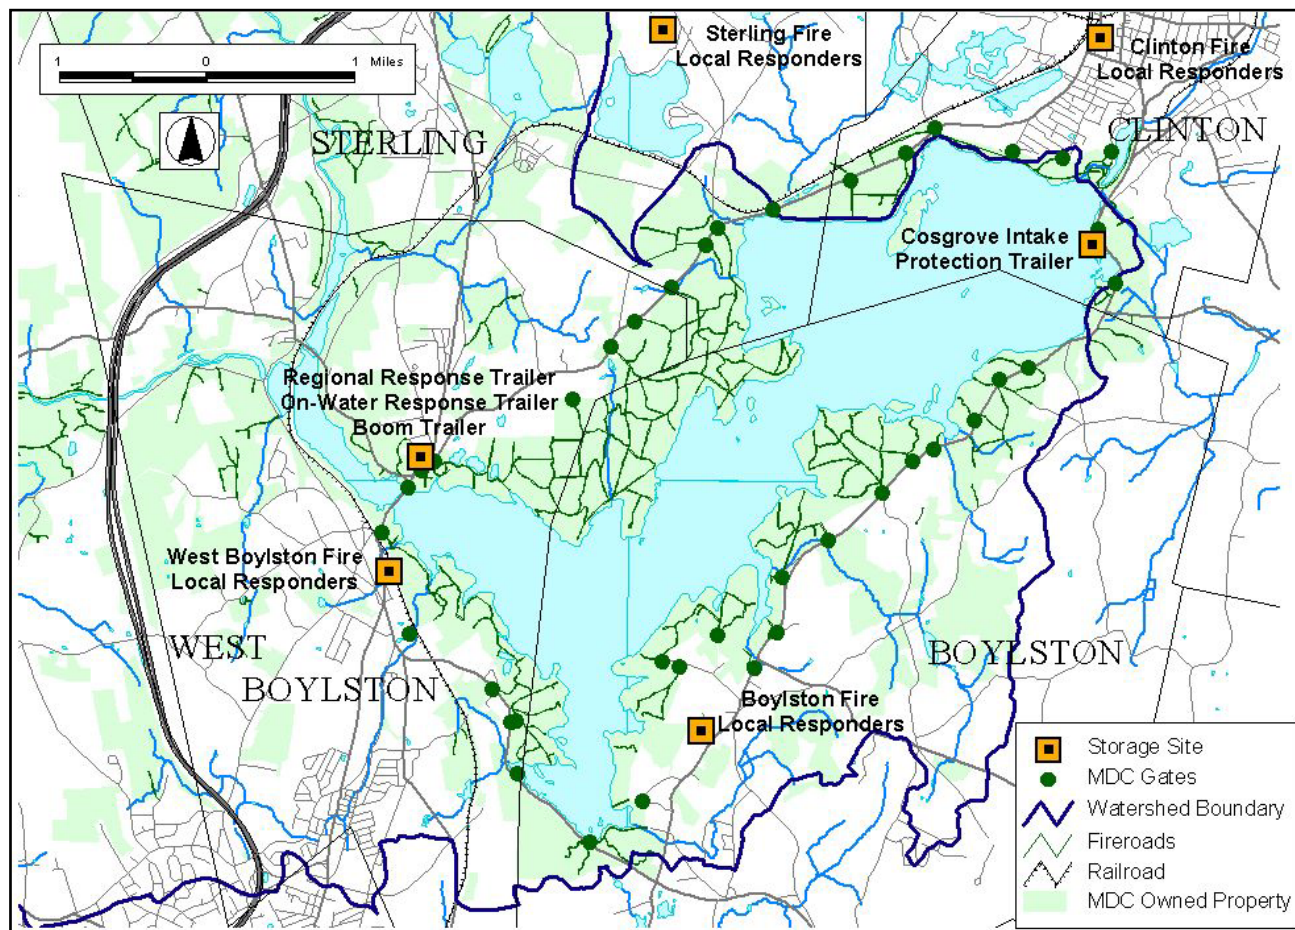 1 0 1 Miles
Sterling Fire
Local Responders
Clinton Fire
Local Responders
STERLING
CLINTON
Cosgrove Intake
Protection Trailer
Regional Response Trailer
On-Water Response Trailer
Boom Trailer
West Boylston Fire
Local Responders
WEST
BOYLSTON
BOYLSTON
Boylston Fire
Local Responders
Storage Site
MDC Gates
Watershed Boundary
Fireroads
Railroad
MDC Owned Property